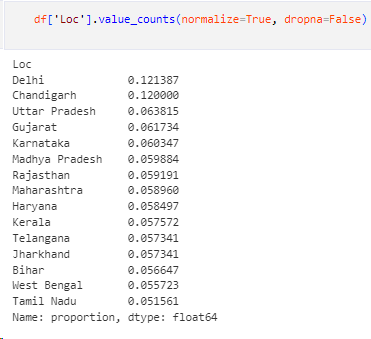 df['Loc'].value_counts(normalize=True, dropna=False)
Loc
Delhi 0.121387
Chandigarh 0.120000
Uttar Pradesh 0.063815
Gujarat 0.061734
Karnataka 0.060347
Madhya Pradesh 0.059884
Rajasthan 0.059191
Maharashtra 0.058960
Haryana 0.058497
Kerala 0.057572
Telangana 0.057341
Jharkhand 0.057341
Bihar 0.056647
West Bengal 0.055723
Tamil Nadu 0.051561
Name: proportion, dtype: float64